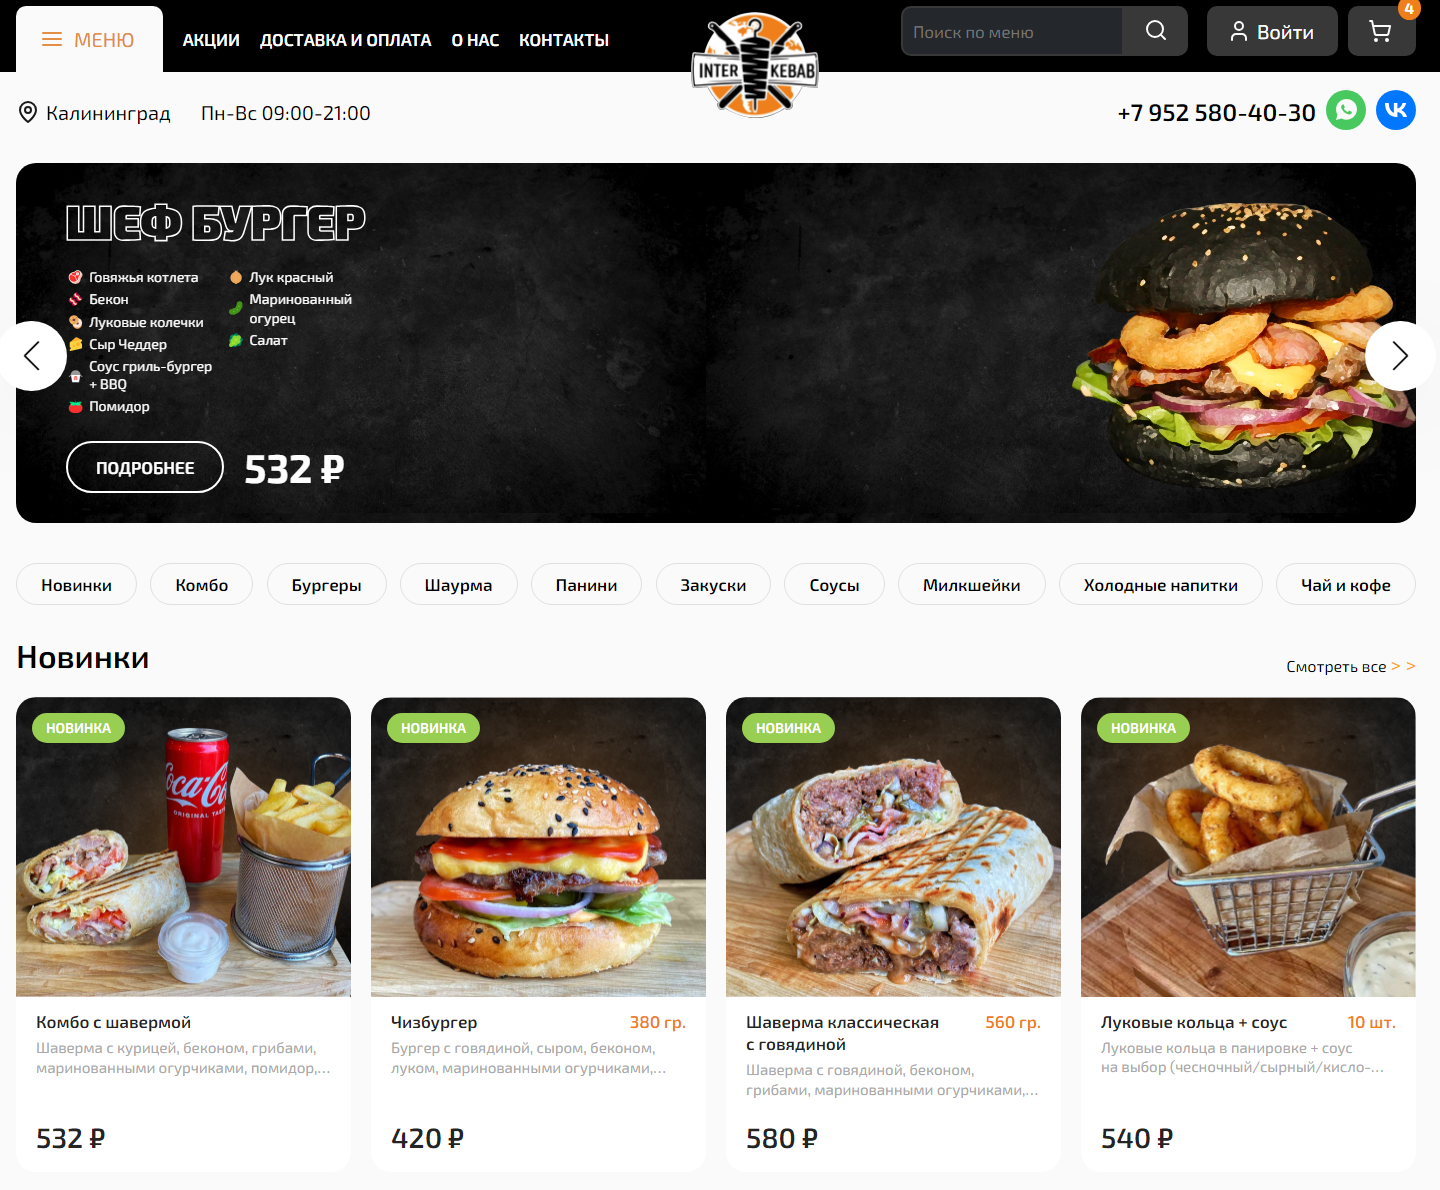 МЕНЮ
АКЦИИ
ДОСТАВКА И ОПЛАТА
О НАС
КОНТАКТЫ
INTER KEBAB
Поиск по меню
Войти
4
Калининград
Пн-Вс 09:00-21:00
+7 952 580-40-30
ШЕФ БУРГЕР
Говяжья котлета
Бекон
Луковые колечки
Сыр Чеддер
Соус гриль-бургер
+ BBQ
Помидор
Лук красный
Маринованный
огурец
Салат
ПОДРОБНЕЕ
532 ₽
Новинки
Комбо
Бургеры
Шаурма
Панини
Закуски
Соусы
Милкшейки
Холодные напитки
Чай и кофе
Новинки
Смотреть все > >
НОВИНКА
Coca-Co
ORIGINAL TAS
Комбо с шавермой
Шаверма с курицей, беконом, грибами,
маринованными огурчиками, помидор,...
532 ₽
НОВИНКА
Чизбургер
380 гр.
Бургер с говядиной, сыром, беконом,
луком, маринованными огурчиками,...
420 ₽
НОВИНКА
Шаверма классическая
с говядиной
560 гр.
Шаверма с говядиной, беконом,
грибами, маринованными огурчиками,...
580 ₽
НОВИНКА
Луковые кольца + соус
10 шт.
Луковые кольца в панировке + соус
на выбор (чесночный/сырный/кисло-...
540 ₽